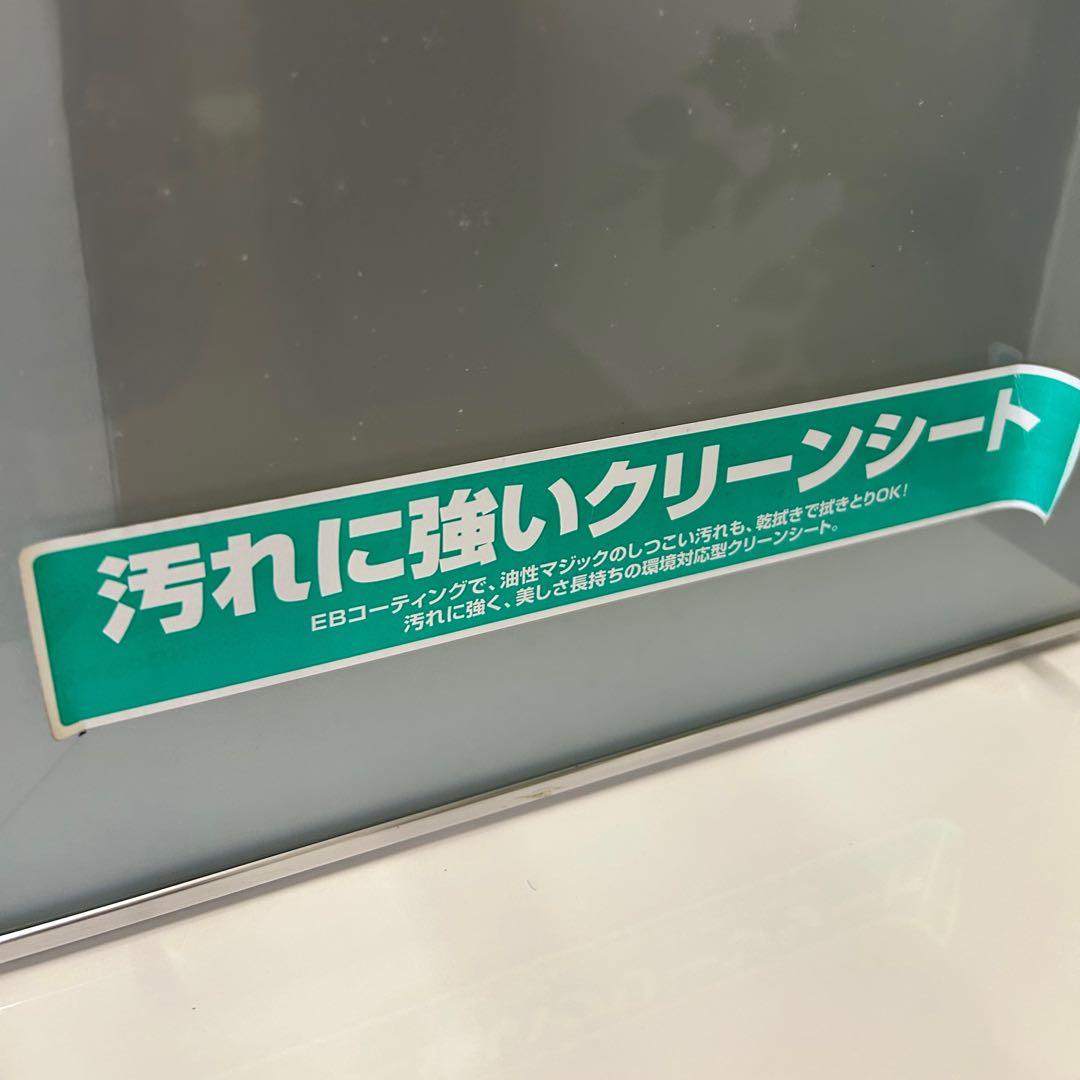 汚れに強いクリーンシート
EBコーティングで、油性マジックのしつこい汚れも、乾拭きで拭きとりOK!
汚れに強く、美しさ長持ちの環境対応型クリーンシート。